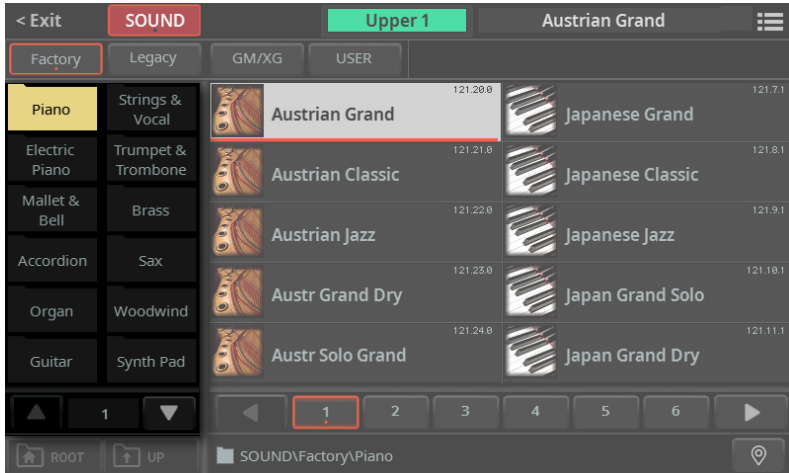 < Exit SOUND Upper 1 Austrian Grand
Factory Legacy GM/XG USER
Piano
Strings &
Vocal
Electric
Piano
Trumpet &
Trombone
Mallet &
Bell
Brass
Accordion
Sax
Organ
Woodwind
Guitar
Synth Pad
1
ROOT UP
121.20.0
Austrian Grand
121.7.1
Japanese Grand
121.21.0
Austrian Classic
121.8.1
Japanese Classic
121.22.0
Austrian Jazz
121.9.1
Japanese Jazz
121.23.0
Austr Grand Dry
121.10.1
Japan Grand Solo
121.24.0
Austr Solo Grand
121.11.1
Japan Grand Dry
1 2 3 4 5 6
SOUND\Factory\Piano